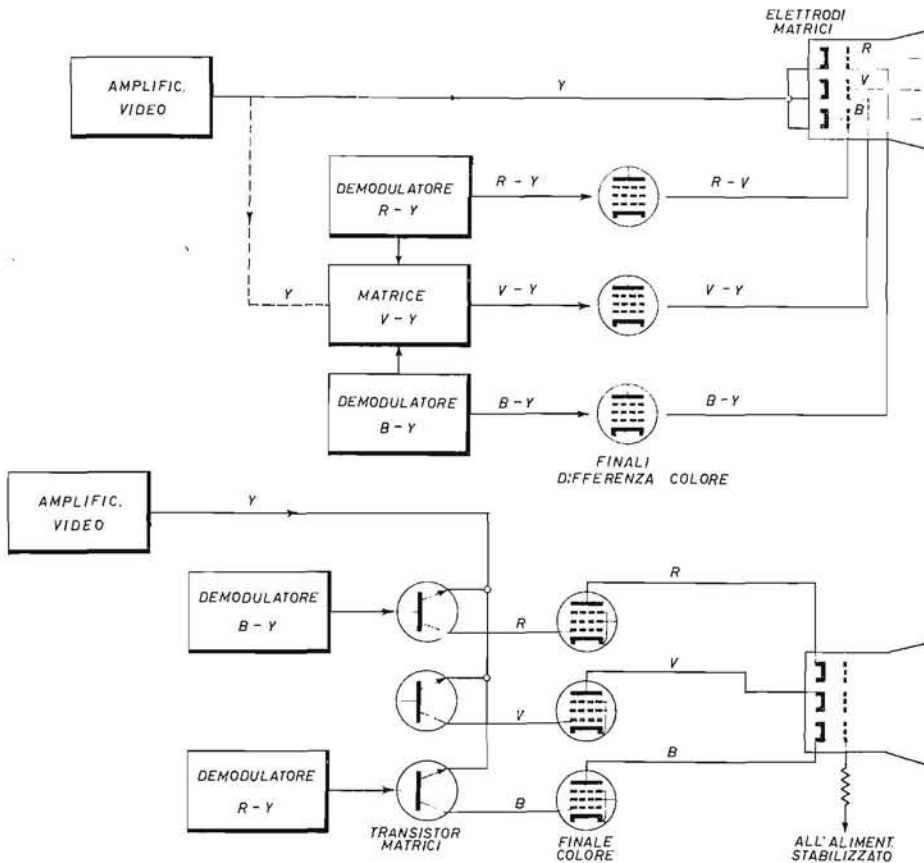 ELETTRODI
MATRICI
R
V
B
AMPLIFIC.
VIDEO
Y
DEMODULATORE
R - Y
R - Y
R - V
Y
MATRICE
V - Y
V - Y
V - Y
DEMODULATORE
B - Y
B - Y
B - Y
FINALI
DIFFERENZA COLORE
AMPLIFIC.
VIDEO
Y
DEMODULATORE
B - Y
R
R
V
V
DEMODULATORE
R - Y
B
B
TRANSISTOR
MATRICI
FINALE
COLORE
ALL'ALIMENT.
STABILIZZATO